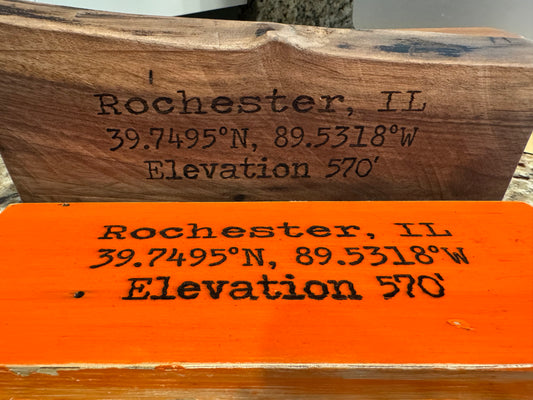 Rochester, IL
39.7495°N, 89.5318°W
Elevation 570'
Rochester, IL
39.7495°N, 89.5318°W
Elevation 570'